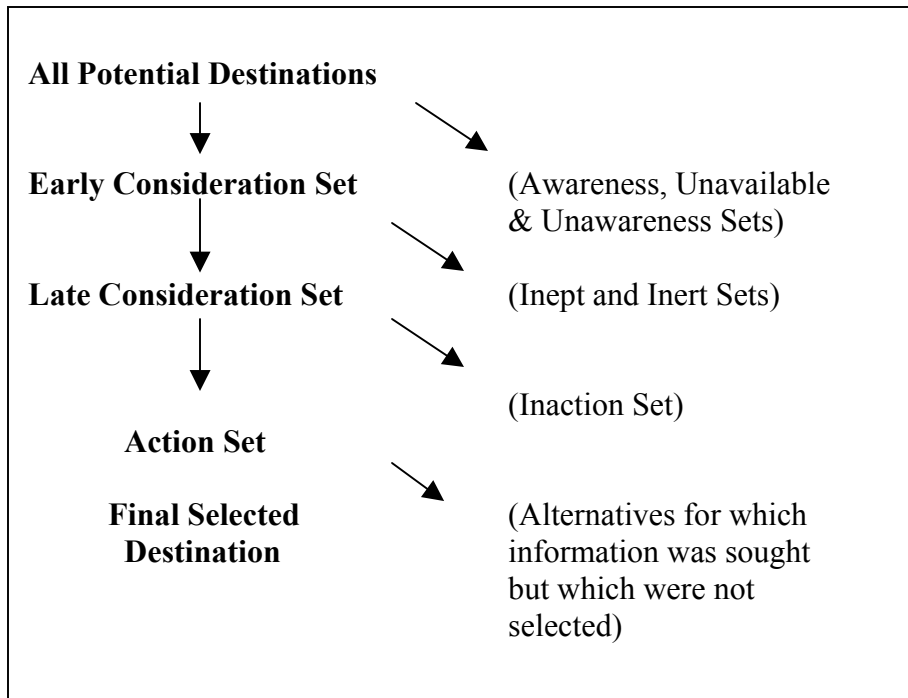 All Potential Destinations
Early Consideration Set
(Awareness, Unavailable
& Unawareness Sets)
Late Consideration Set
(Inept and Inert Sets)
(Inaction Set)
Action Set
Final Selected
Destination
(Alternatives for which
information was sought
but which were not
selected)